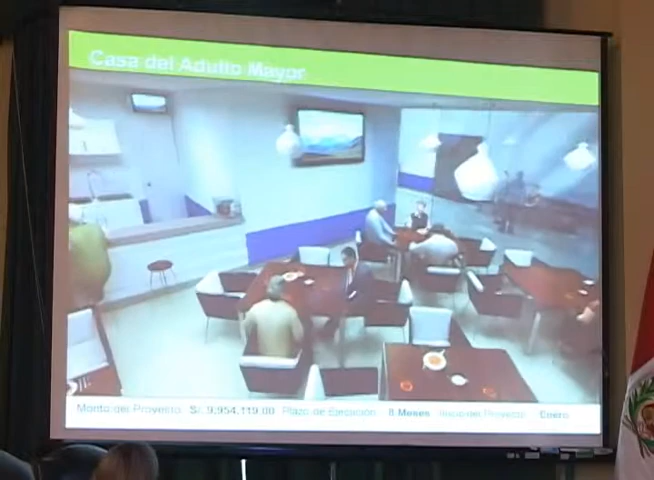 Casa del Adulto Mayor
Monto del Proyecto S/. 9,954,119.00 Plazo de Ejecución 8 Meses Inicio del Proyecto Enero